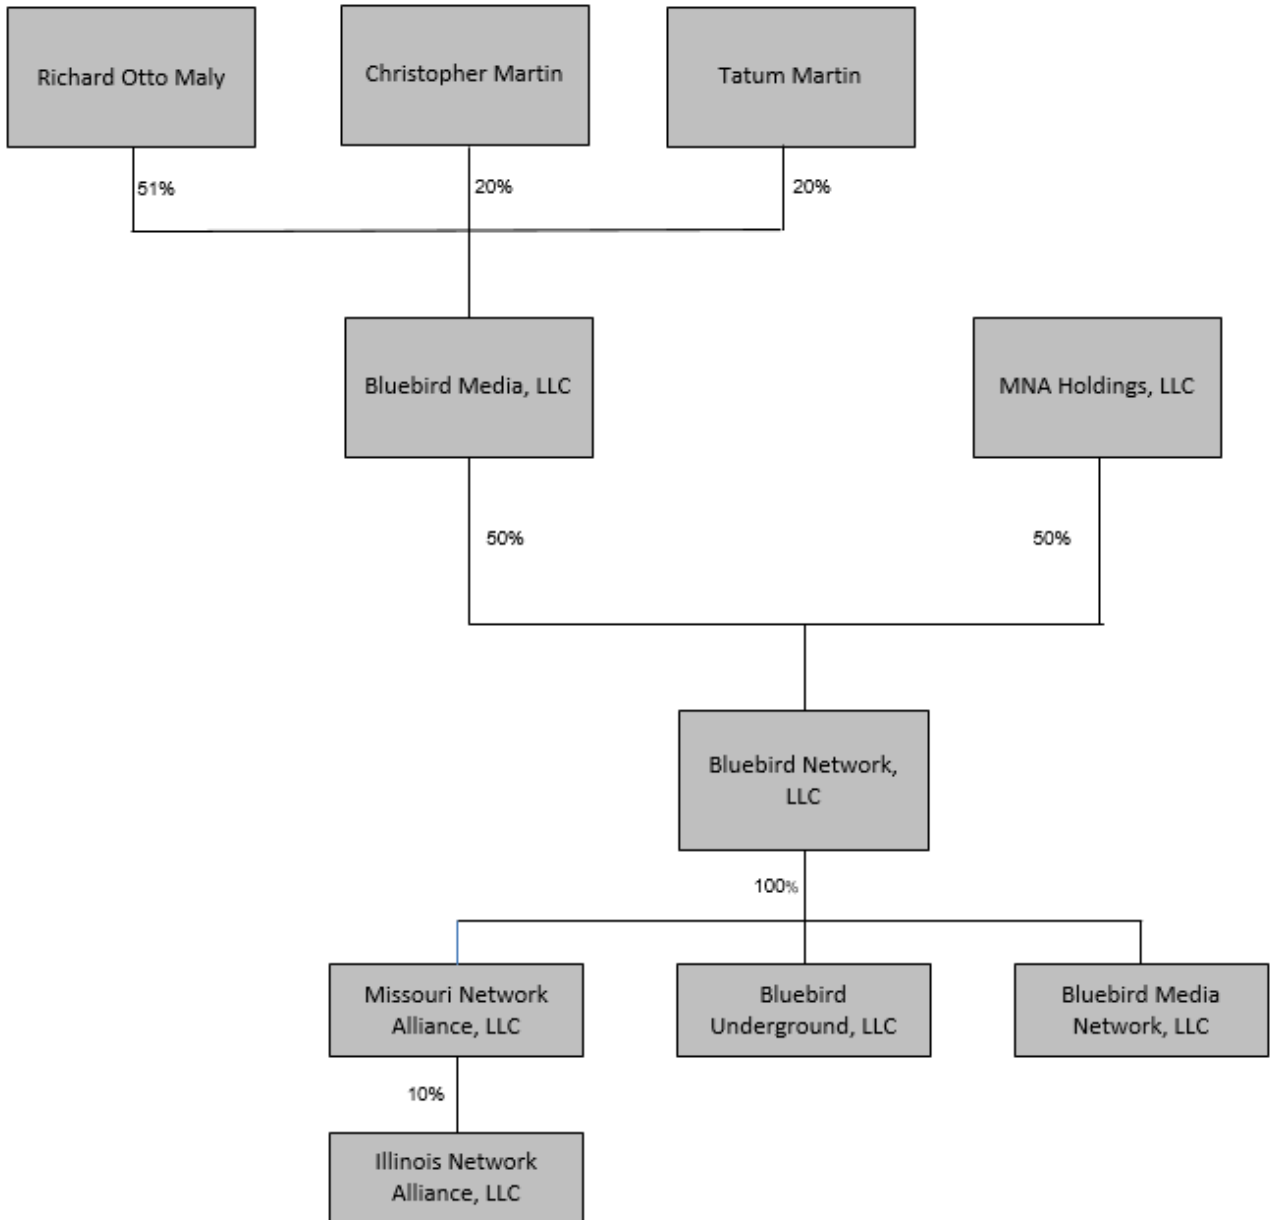 Richard Otto Maly
Christopher Martin
Tatum Martin
51%
20%
20%
Bluebird Media, LLC
MNA Holdings, LLC
50%
50%
Bluebird Network,
LLC
100%
Missouri Network
Alliance, LLC
Bluebird
Underground, LLC
Bluebird Media
Network, LLC
10%
Illinois Network
Alliance, LLC